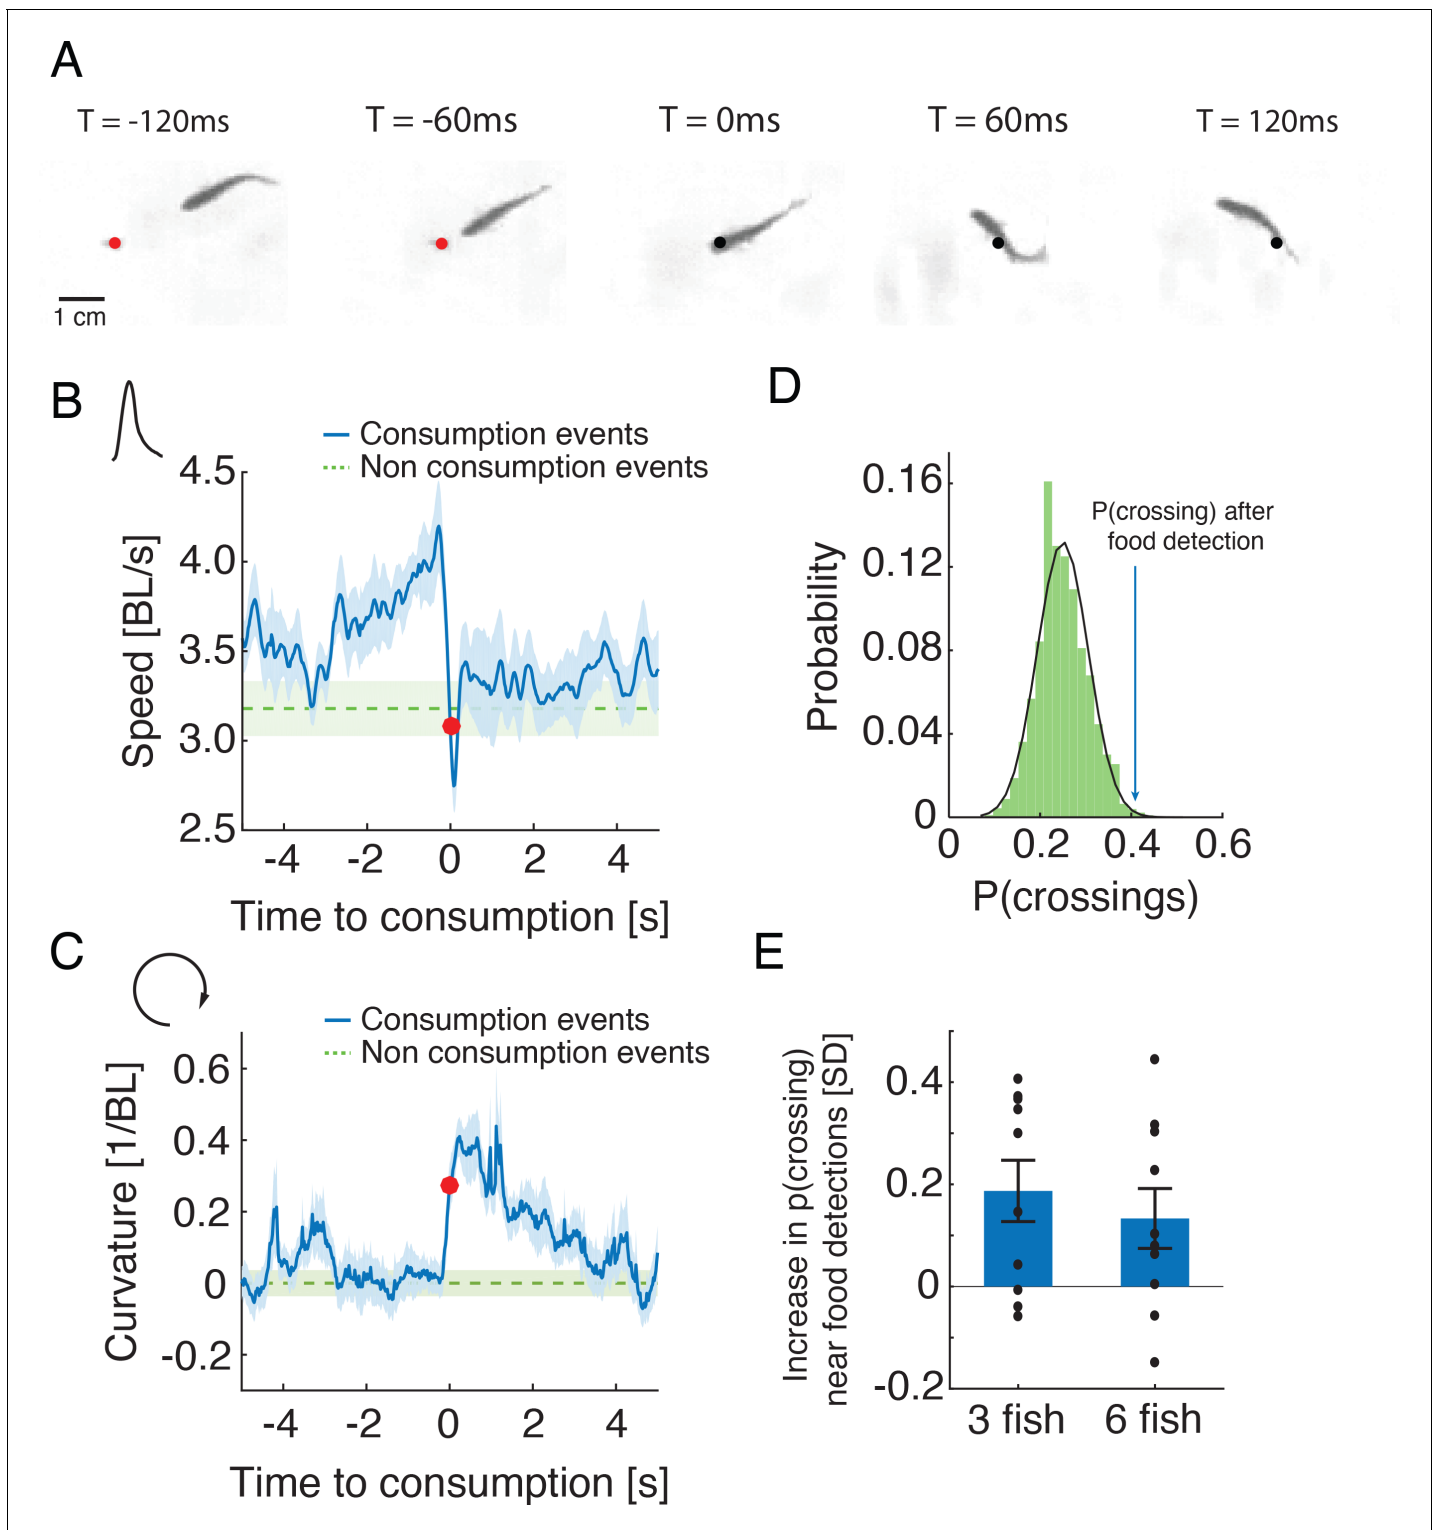 A
T = -120ms
T = -60ms
T = 0ms
T = 60ms
T = 120ms
1 cm
B
Consumption events
Non consumption events
4.5
4.0
3.5
3.0
2.5
Speed [BL/s]
-4
-2
0
2
4
Time to consumption [s]
C
Consumption events
Non consumption events
0.6
0.4
0.2
0
-0.2
Curvature [1/BL]
-4
-2
0
2
4
Time to consumption [s]
D
0.16
0.12
0.08
0.04
0
Probability
P(crossing) after
food detection
0
0.2
0.4
0.6
P(crossings)
E
Increase in p(crossing)
near food detections [SD]
0.4
0.2
0
-0.2
3 fish
6 fish